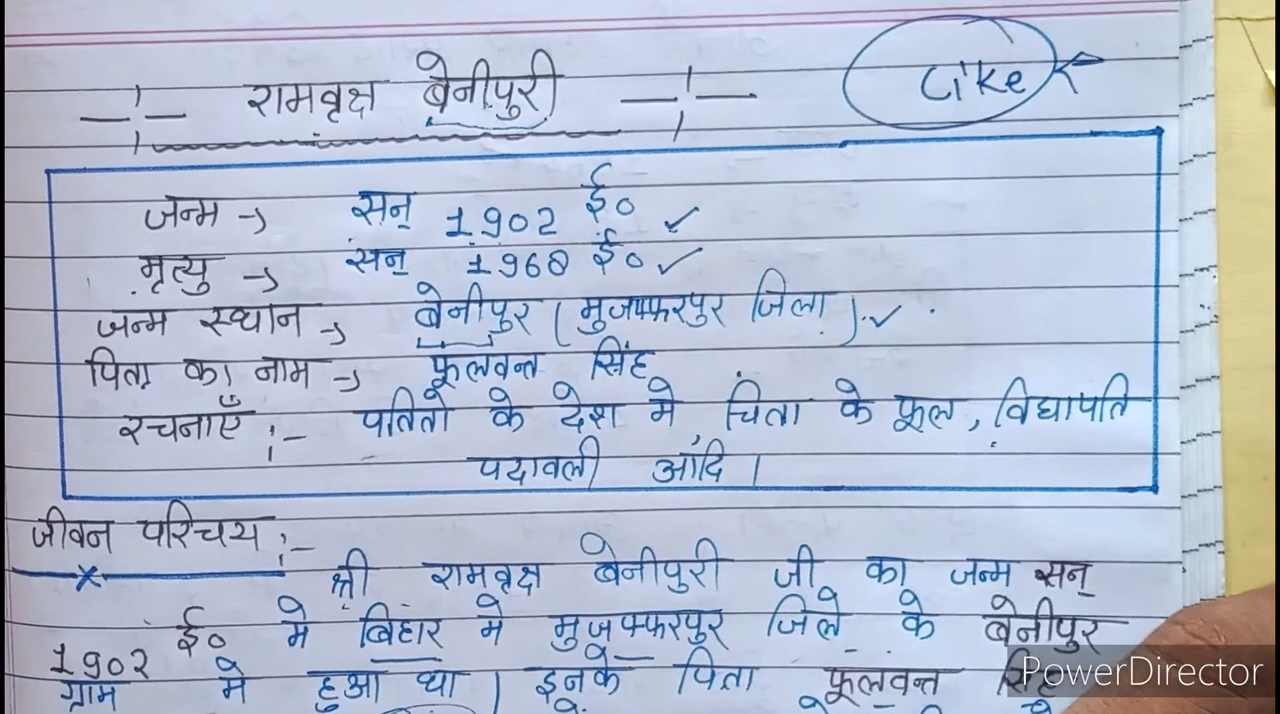 रामवृक्ष बेनीपुरी
Like
जन्म → सन् 1902 ई० ✓
मृत्यु → सन् 1968 ई० ✓
जन्म स्थान → बेनीपुर (मुजफ्फरपुर जिला) ✓
पिता का नाम → फूलवन्त सिंह
रचनाएँ :- पतितो के देश मे, चिता के फूल, विद्यापति
पदावली आदि।
जीवन परिचय :-
श्री रामवृक्ष बेनीपुरी जी का जन्म सन्
1902 ई० मे बिहार मे मुजफ्फरपुर जिले के बेनीपुर
ग्राम मे हुआ था। इनके पिता फूलवन्त सिंह
PowerDirector